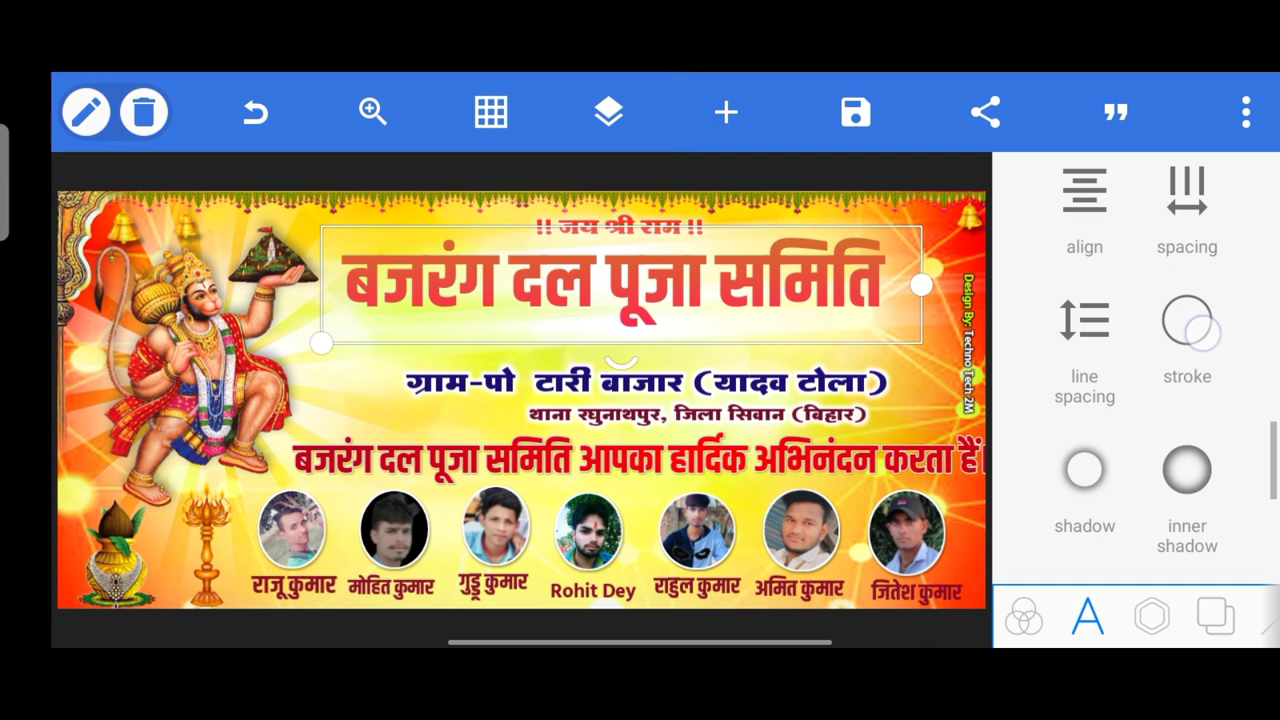 !! जय श्री राम !!
बजरंग दल पूजा समिति
ग्राम-पो टारी बाजार (यादव टोला)
थाना रघुनाथपुर, जिला सिवान (बिहार)
बजरंग दल पूजा समिति आपका हार्दिक अभिनंदन करता हैं
राजू कुमार
मोहित कुमार
गुड्डू कुमार
Rohit Dey
राहुल कुमार
अमित कुमार
जितेश कुमार
Design By: Techno Tech 2M
align
spacing
line
spacing
stroke
shadow
inner
shadow